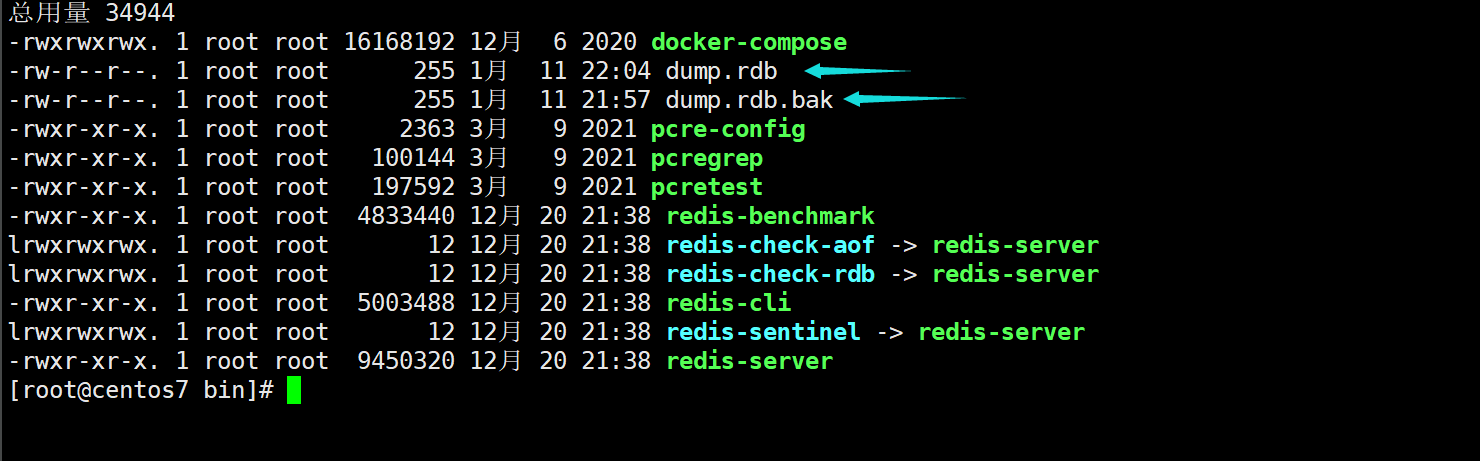 总用量 34944
-rwxrwxrwx. 1 root root 16168192 12月  6 2020 docker-compose
-rw-r--r--. 1 root root      255 1月  11 22:04 dump.rdb
-rw-r--r--. 1 root root      255 1月  11 21:57 dump.rdb.bak
-rwxr-xr-x. 1 root root     2363 3月   9 2021 pcre-config
-rwxr-xr-x. 1 root root   100144 3月   9 2021 pcregrep
-rwxr-xr-x. 1 root root   197592 3月   9 2021 pcretest
-rwxr-xr-x. 1 root root  4833440 12月 20 21:38 redis-benchmark
lrwxrwxrwx. 1 root root       12 12月 20 21:38 redis-check-aof -> redis-server
lrwxrwxrwx. 1 root root       12 12月 20 21:38 redis-check-rdb -> redis-server
-rwxr-xr-x. 1 root root  5003488 12月 20 21:38 redis-cli
lrwxrwxrwx. 1 root root       12 12月 20 21:38 redis-sentinel -> redis-server
-rwxr-xr-x. 1 root root  9450320 12月 20 21:38 redis-server
[root@centos7 bin]#